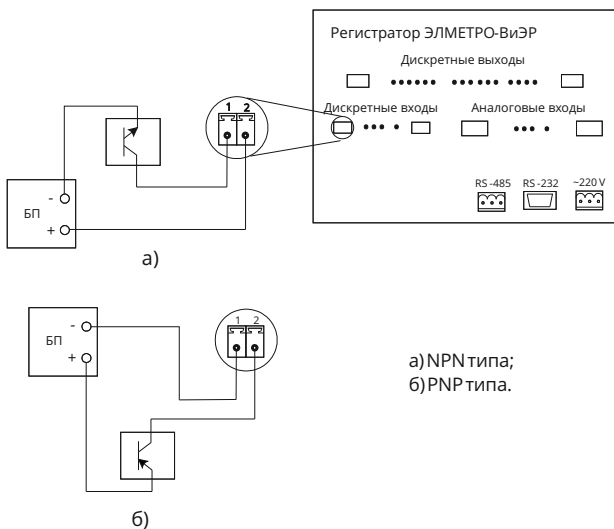 Регистратор ЭЛМЕТРО-ВиЭР
Дискретные выходы
Дискретные входы
Аналоговые входы
RS-485
RS-232
~220 V
1 2
БП
-
+
а)
1 2
БП
-
+
б)
а) NPN типа;
б) PNP типа.